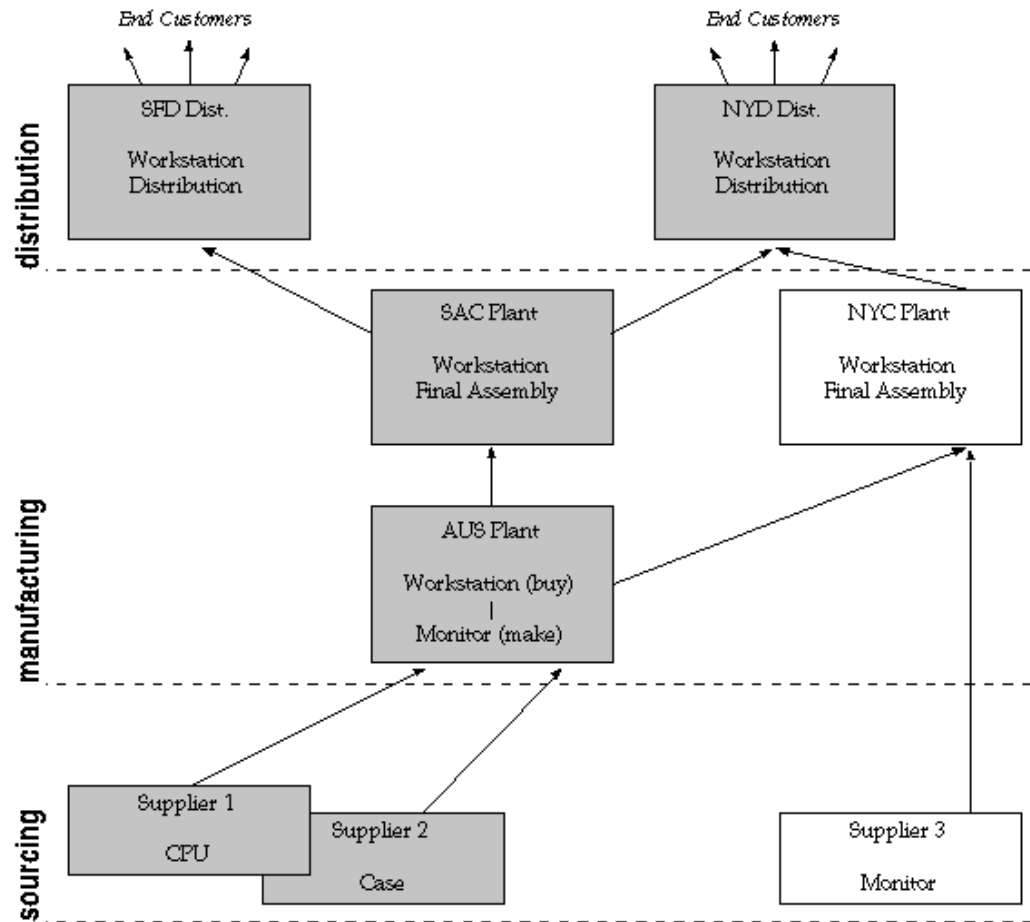 End Customers
End Customers
SFD Dist.
Workstation
Distribution
NYD Dist.
Workstation
Distribution
distribution
SAC Plant
Workstation
Final Assembly
NYC Plant
Workstation
Final Assembly
AUS Plant
Workstation (buy)
Monitor (make)
manufacturing
Supplier 1
CPU
Supplier 2
Case
Supplier 3
Monitor
sourcing